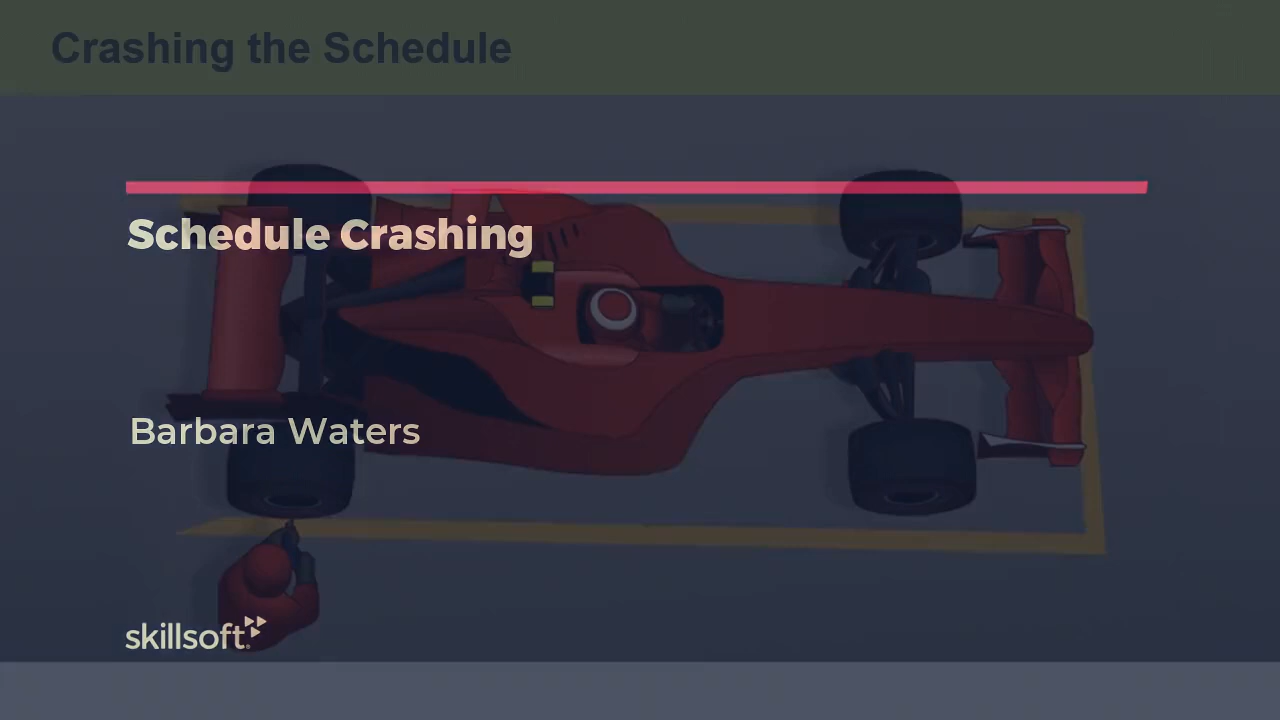 Crashing the Schedule
Schedule Crashing
Barbara Waters
skillsoft